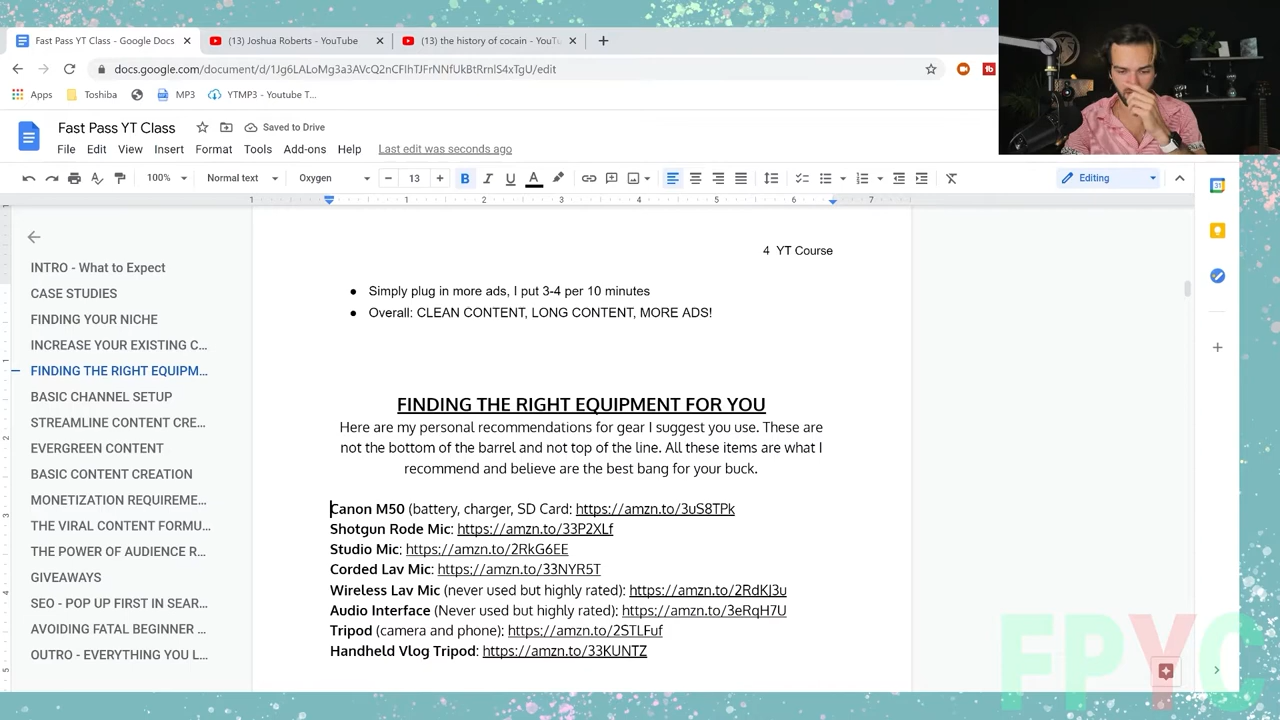 Fast Pass YT Class - Google Docs
(13) Joshua Roberts - YouTube
(13) the history of cocain - YouT
Apps
Toshiba
MP3
YTMP3 - Youtube T...
Fast Pass YT Class
Saved to Drive
File Edit View Insert Format Tools Add-ons Help Last edit was seconds ago
100% Normal text Oxygen 13 B I U A Editing
1 1 2 3 4 5 6 7
4 YT Course
● Simply plug in more ads, I put 3-4 per 10 minutes
● Overall: CLEAN CONTENT, LONG CONTENT, MORE ADS!
INTRO - What to Expect
CASE STUDIES
FINDING YOUR NICHE
INCREASE YOUR EXISTING C...
FINDING THE RIGHT EQUIPM...
BASIC CHANNEL SETUP
STREAMLINE CONTENT CRE...
EVERGREEN CONTENT
BASIC CONTENT CREATION
MONETIZATION REQUIREME...
THE VIRAL CONTENT FORMU...
THE POWER OF AUDIENCE R...
GIVEAWAYS
SEO - POP UP FIRST IN SEAR...
AVOIDING FATAL BEGINNER ...
OUTRO - EVERYTHING YOU L...
FINDING THE RIGHT EQUIPMENT FOR YOU
Here are my personal recommendations for gear I suggest you use. These are
not the bottom of the barrel and not top of the line. All these items are what I
recommend and believe are the best bang for your buck.
Canon M50 (battery, charger, SD Card: https://amzn.to/3uS8TPk
Shotgun Rode Mic: https://amzn.to/33P2XLf
Studio Mic: https://amzn.to/2RkG6EE
Corded Lav Mic: https://amzn.to/33NYR5T
Wireless Lav Mic (never used but highly rated): https://amzn.to/2RdKJ3u
Audio Interface (Never used but highly rated): https://amzn.to/3eRqH7U
Tripod (camera and phone): https://amzn.to/2STLFuf
Handheld Vlog Tripod: https://amzn.to/33KUNTZ
FPYC